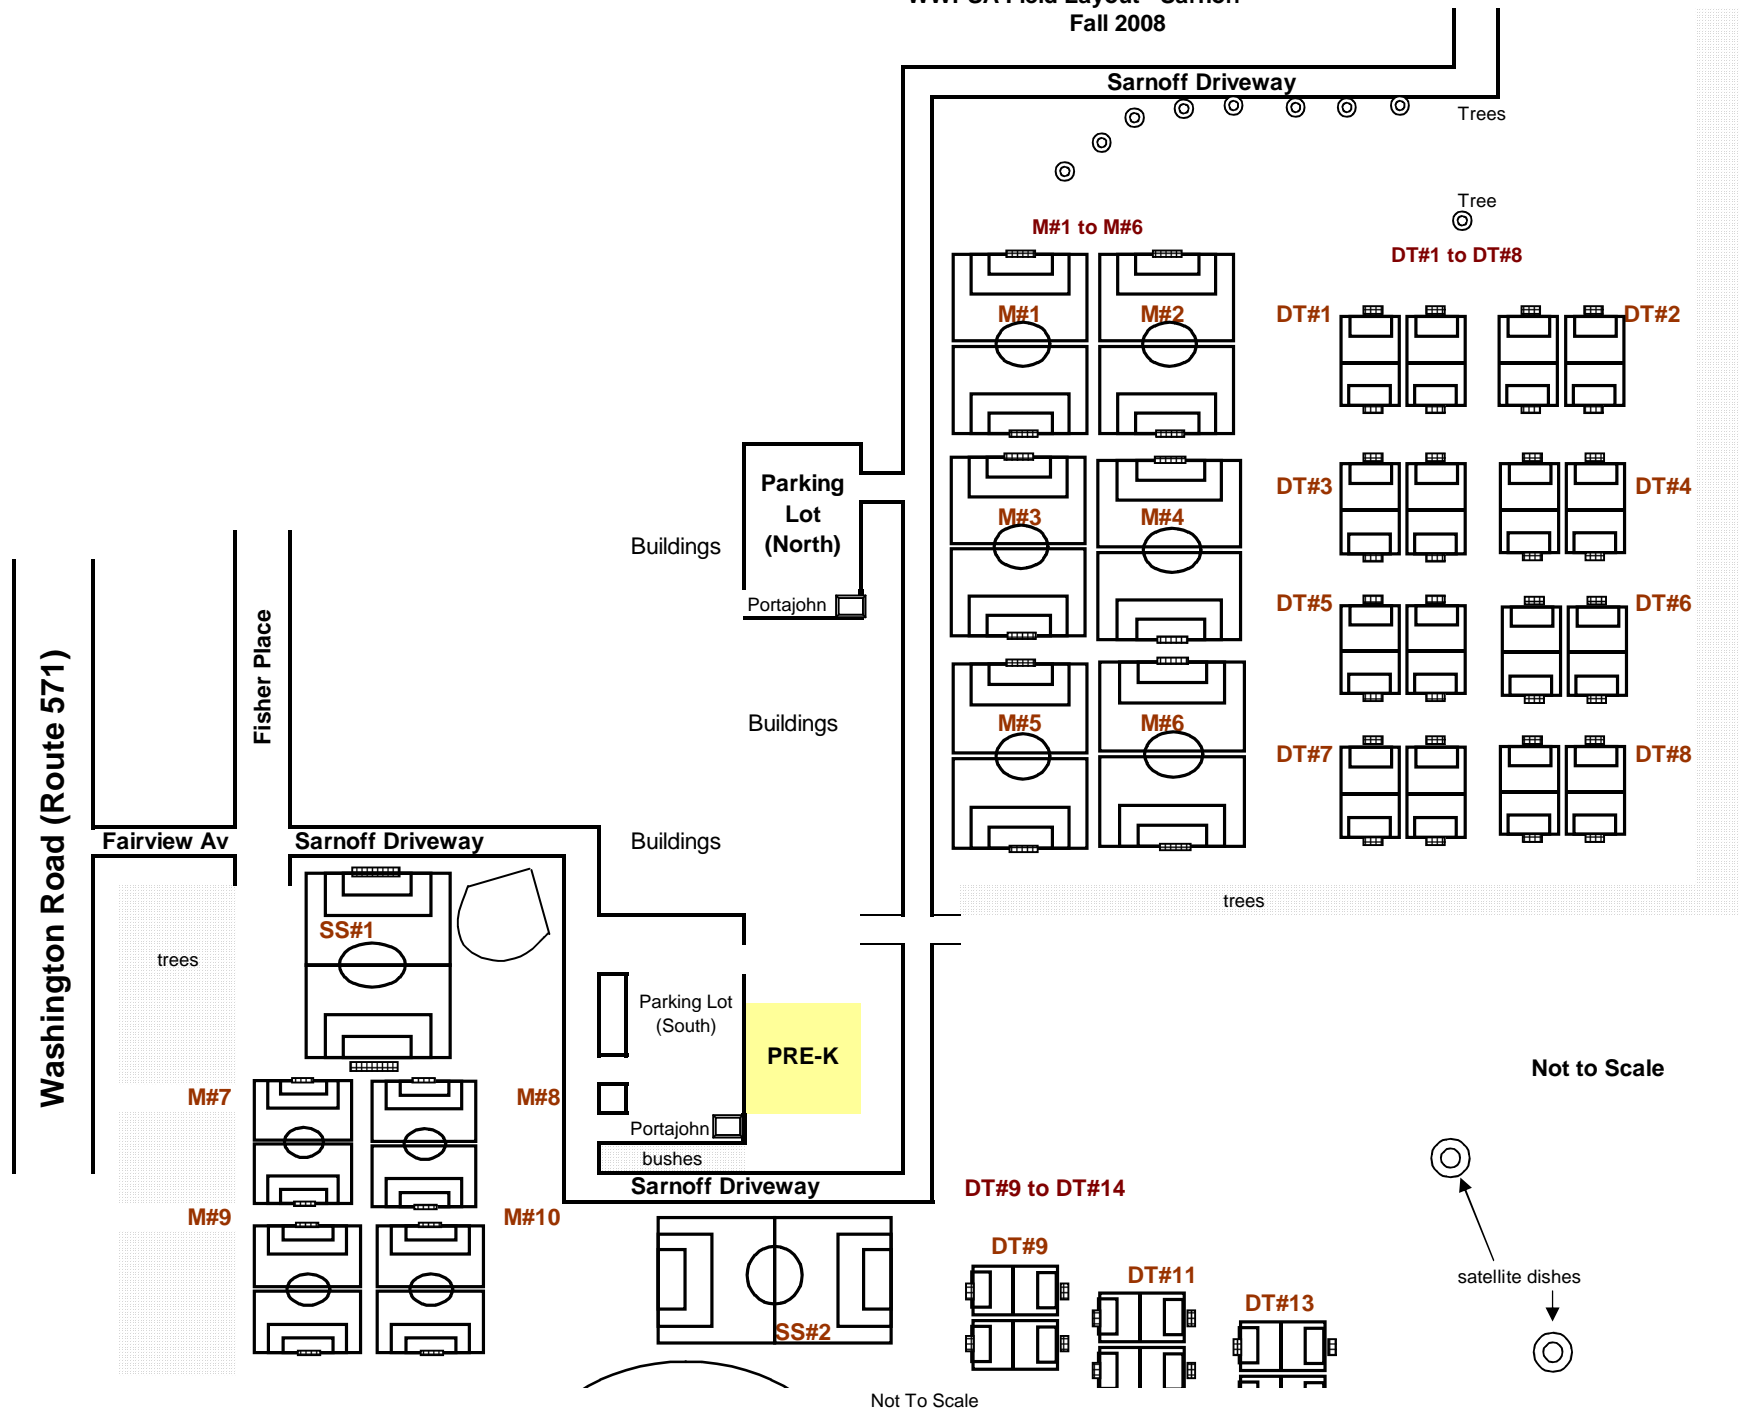 Fall 2008
Sarnoff Driveway
Trees
Tree
M#1 to M#6
DT#1 to DT#8
M#1
M#2
DT#1
DT#2
Parking
Lot
(North)
M#3
M#4
DT#3
DT#4
Buildings
Portajohn
DT#5
DT#6
Fisher Place
Washington Road (Route 571)
Buildings
M#5
M#6
DT#7
DT#8
Fairview Av
Sarnoff Driveway
Buildings
trees
SS#1
trees
Parking Lot
(South)
PRE-K
Not to Scale
M#7
M#8
Portajohn
bushes
Sarnoff Driveway
DT#9 to DT#14
M#9
M#10
DT#9
DT#11
DT#13
satellite dishes
SS#2
Not To Scale